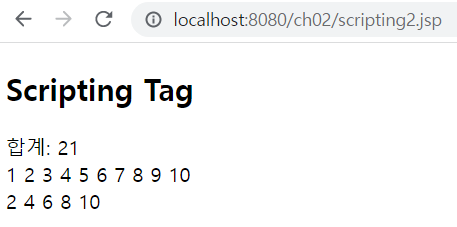 localhost:8080/ch02/scripting2.jsp
Scripting Tag
합계: 21
1 2 3 4 5 6 7 8 9 10
2 4 6 8 10